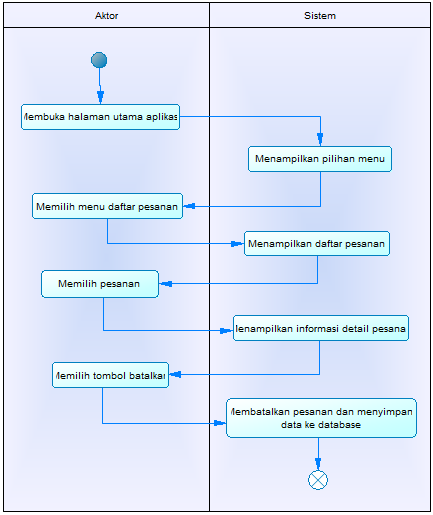 Aktor
Sistem
Membuka halaman utama aplikas
Menampilkan pilihan menu
Memilih menu daftar pesanan
Menampilkan daftar pesanan
Memilih pesanan
Menampilkan informasi detail pesana
Memilih tombol batalkan
Membatalkan pesanan dan menyimpan
data ke database